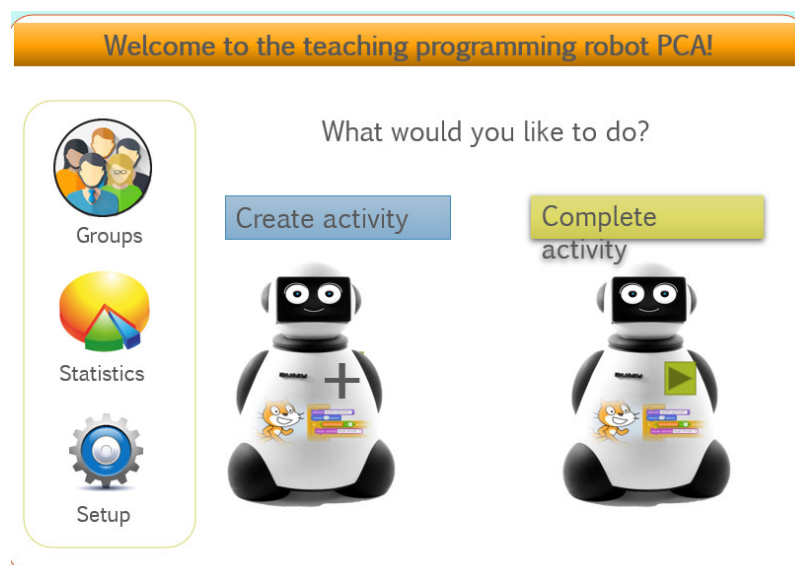 Welcome to the teaching programming robot PCA!
What would you like to do?
Groups
Statistics
Setup
Create activity
Complete
activity